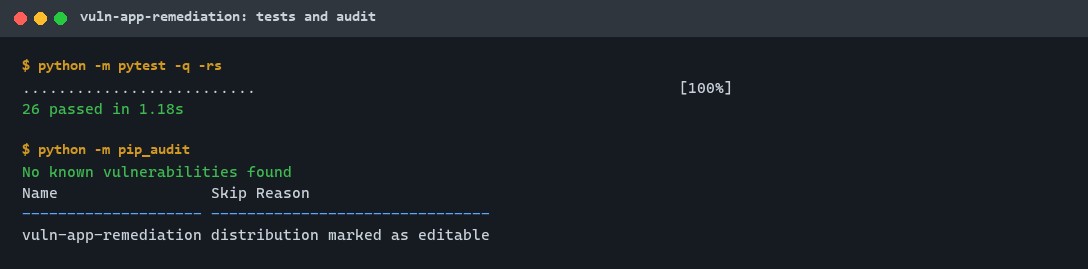 vuln-app-remediation: tests and audit
$ python -m pytest -q -rs
.......................... [100%]
26 passed in 1.18s
$ python -m pip_audit
No known vulnerabilities found
Name Skip Reason
-------------------- -------------------------------
vuln-app-remediation distribution marked as editable